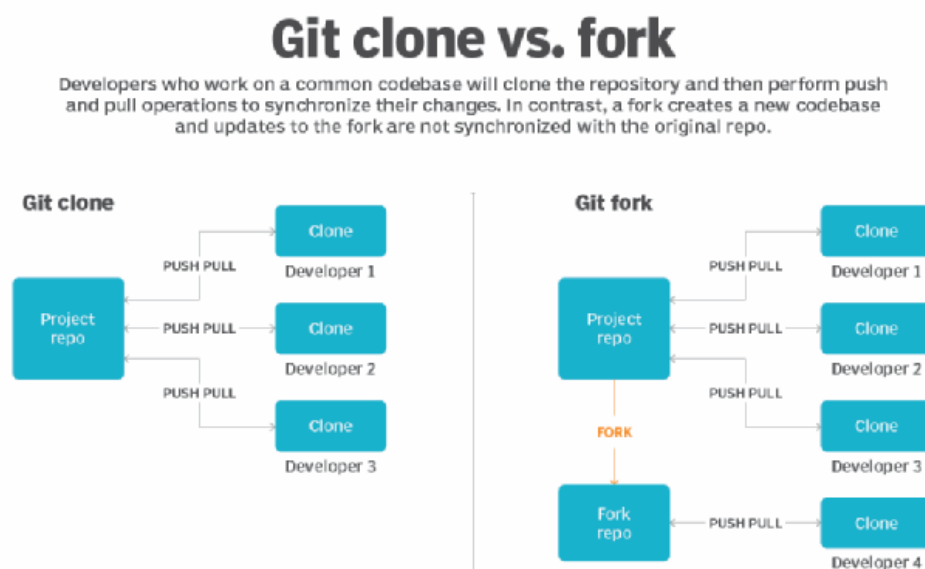 Git clone vs. fork
Developers who work on a common codebase will clone the repository and then perform push
and pull operations to synchronize their changes. In contrast, a fork creates a new codebase
and updates to the fork are not synchronized with the original repo.
Git clone
Clone
PUSH PULL
Developer 1
Project
repo
PUSH PULL
Clone
Developer 2
PUSH PULL
Clone
Developer 3
Git fork
Clone
PUSH PULL
Developer 1
Project
repo
PUSH PULL
Clone
Developer 2
PUSH PULL
Clone
Developer 3
FORK
Fork
repo
PUSH PULL
Clone
Developer 4